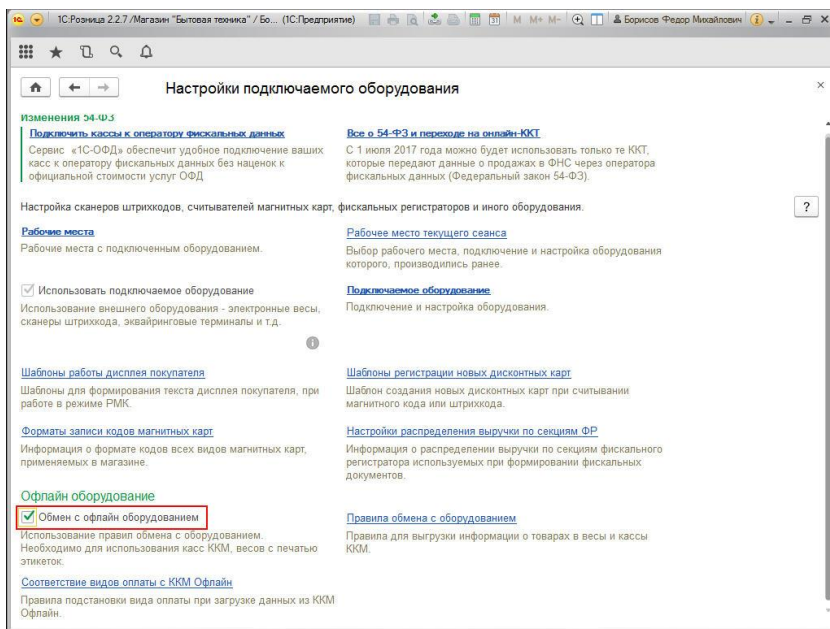 1С:Розница 2.2.7 /Магазин "Бытовая техника" / Бо... (1С:Предприятие) M M+ M- Борисов Федор Михайлович
Настройки подключаемого оборудования
Изменения 54-ФЗ
Подключить кассы к оператору фискальных данных
Сервис «1С-ОФД» обеспечит удобное подключение ваших
касс к оператору фискальных данных без наценок к
официальной стоимости услуг ОФД
Все о 54-ФЗ и переходе на онлайн-ККТ
С 1 июля 2017 года можно будет использовать только те ККТ,
которые передают данные о продажах в ФНС через оператора
фискальных данных (Федеральный закон 54-ФЗ).
Настройка сканеров штрихкодов, считывателей магнитных карт, фискальных регистраторов и иного оборудования.
?
Рабочие места
Рабочие места с подключенным оборудованием.
Рабочее место текущего сеанса
Выбор рабочего места, подключение и настройка оборудования
которого, производились ранее.
Использовать подключаемое оборудование
Использование внешнего оборудования - электронные весы,
сканеры штрихкода, эквайринговые терминалы и т.д.
Подключаемое оборудование
Подключение и настройка оборудования.
Шаблоны работы дисплея покупателя
Шаблоны для формирования текста дисплея покупателя, при
работе в режиме РМК.
Шаблоны регистрации новых дисконтных карт
Шаблон создания новых дисконтных карт при считывании
магнитного кода или штрихкода.
Форматы записи кодов магнитных карт
Информация о формате кодов всех видов магнитных карт,
применяемых в магазине.
Настройки распределения выручки по секциям ФР
Информация о распределении выручки по секциям фискального
регистратора используемых при формировании фискальных
документов.
Офлайн оборудование
Обмен с офлайн оборудованием
Использование правил обмена с оборудованием.
Необходимо для использования касс ККМ, весов с печатью
этикеток.
Правила обмена с оборудованием
Правила для выгрузки информации о товарах в весы и кассы
ККМ.
Соответствие видов оплаты с ККМ Офлайн
Правила подстановки вида оплаты при загрузке данных из ККМ
Офлайн.